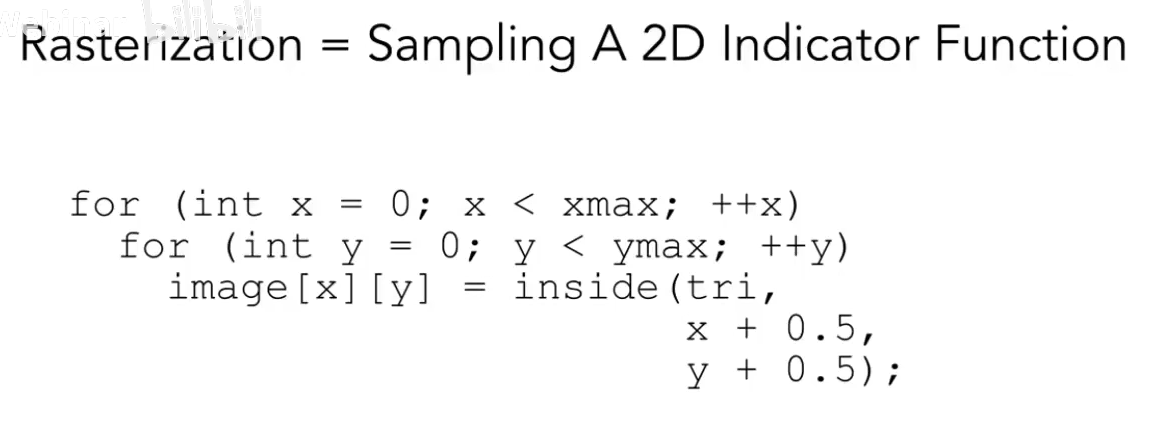 Rasterization = Sampling A 2D Indicator Function
for (int x = 0; x < xmax; ++x)
for (int y = 0; y < ymax; ++y)
image[x][y] = inside(tri,
x + 0.5,
y + 0.5);